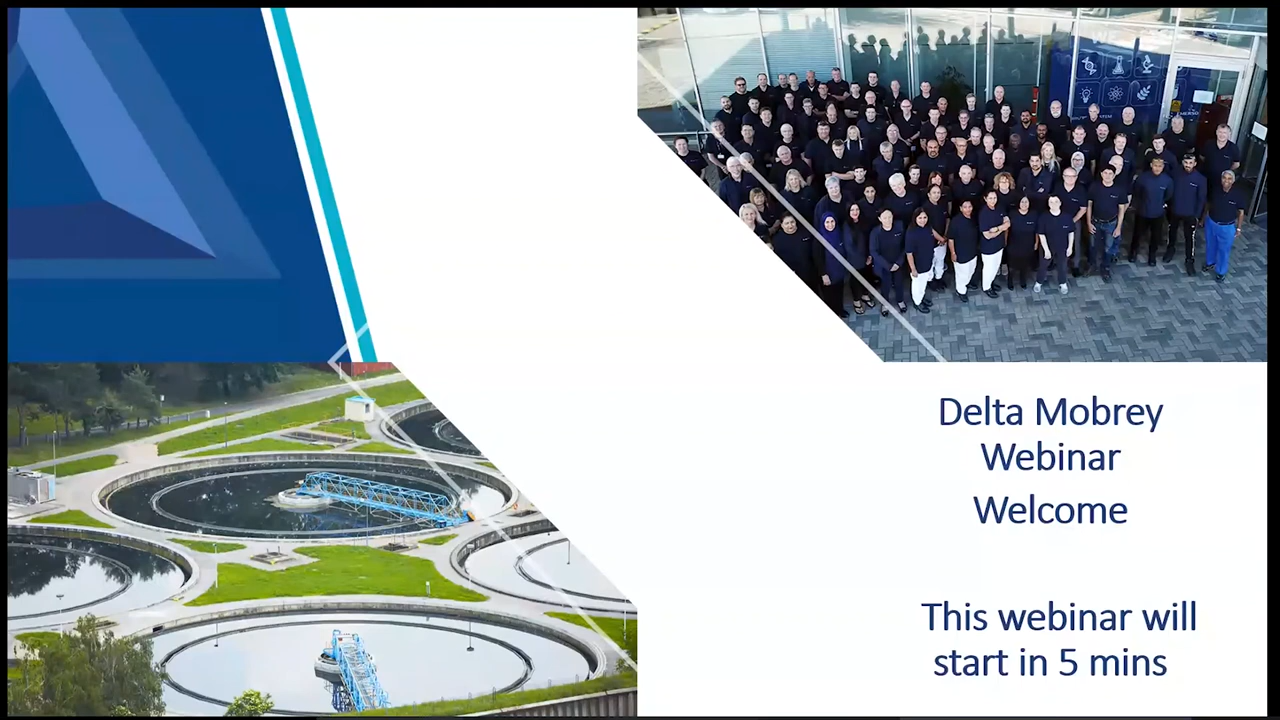 Delta Mobrey
Webinar
Welcome
This webinar will
start in 5 mins